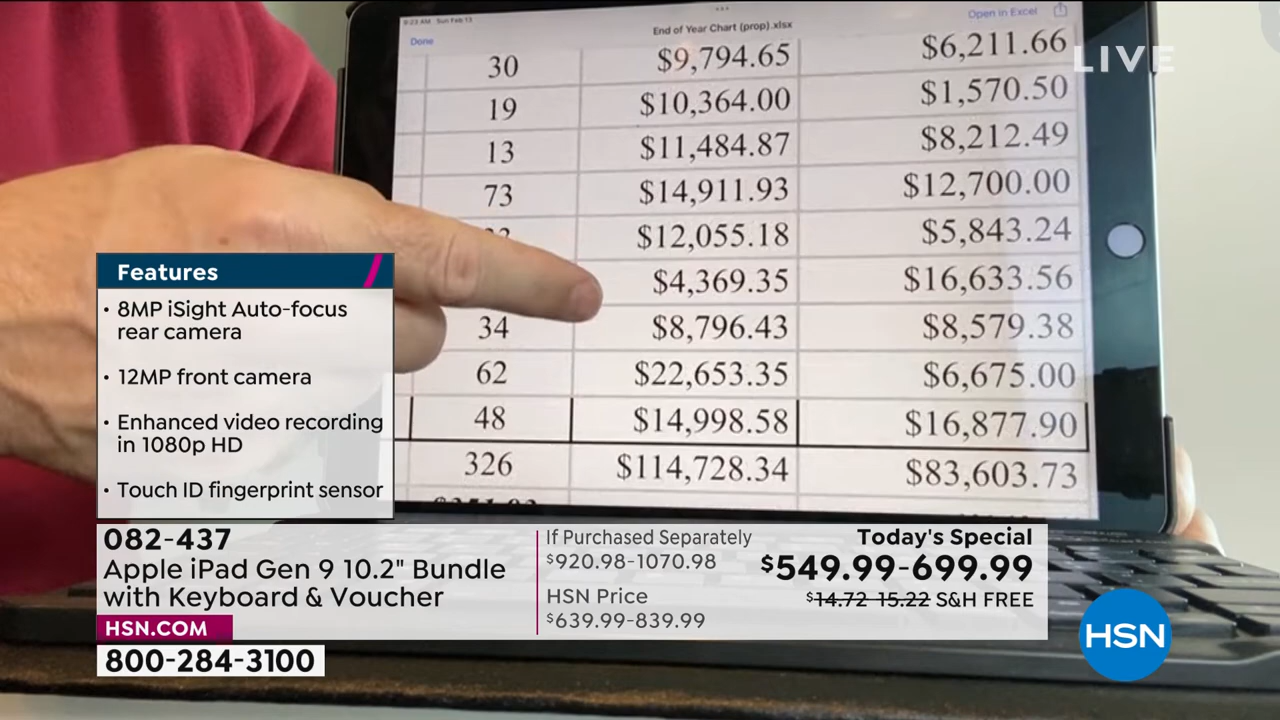 9:23 AM Sun Feb 13
Done
End of Year Chart (prop).xlsx
Open in Excel
LIVE
30 $9,794.65 $6,211.66
19 $10,364.00 $1,570.50
13 $11,484.87 $8,212.49
73 $14,911.93 $12,700.00
$12,055.18 $5,843.24
$4,369.35 $16,633.56
34 $8,796.43 $8,579.38
62 $22,653.35 $6,675.00
48 $14,998.58 $16,877.90
326 $114,728.34 $83,603.73
Features
• 8MP iSight Auto-focus
rear camera
• 12MP front camera
• Enhanced video recording
in 1080p HD
• Touch ID fingerprint sensor
082-437
Apple iPad Gen 9 10.2" Bundle
with Keyboard & Voucher
HSN.COM
800-284-3100
If Purchased Separately
$920.98-1070.98
HSN Price
$639.99-839.99
Today's Special
$549.99-699.99
$14.72-15.22 S&H FREE
HSN